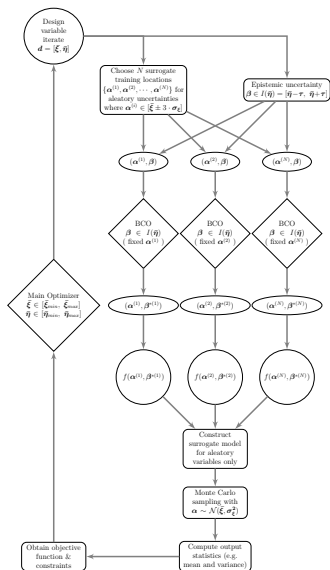 Design
variable
iterate
d = [ξ̄, η̄]
Choose N surrogate
training locations
{α⁽¹⁾, α⁽²⁾, ⋯, α⁽ᴺ⁾} for
aleatory uncertainties
where α⁽ⁱ⁾ ∈ [ξ̄ ± 3 · σ_ξ]
Epistemic uncertainty
β ∈ I(η̄) = [η̄−τ, η̄+τ]
(α⁽¹⁾, β)
(α⁽²⁾, β)
(α⁽ᴺ⁾, β)
BCO
β ∈ I(η̄)
( fixed α⁽¹⁾ )
BCO
β ∈ I(η̄)
( fixed α⁽²⁾ )
BCO
β ∈ I(η̄)
( fixed α⁽ᴺ⁾ )
Main Optimizer
ξ̄ ∈ [ξ̄_min, ξ̄_max]
η̄ ∈ [η̄_min, η̄_max]
(α⁽¹⁾, β*⁽¹⁾)
(α⁽²⁾, β*⁽²⁾)
(α⁽ᴺ⁾, β*⁽ᴺ⁾)
f(α⁽¹⁾, β*⁽¹⁾)
f(α⁽²⁾, β*⁽²⁾)
f(α⁽ᴺ⁾, β*⁽ᴺ⁾)
Construct
surrogate model
for aleatory
variables only
Monte Carlo
sampling with
α ∼ 𝒩(ξ̄, σ²_ξ)
Obtain objective
function &
constraints
Compute output
statistics (e.g.
mean and variance)